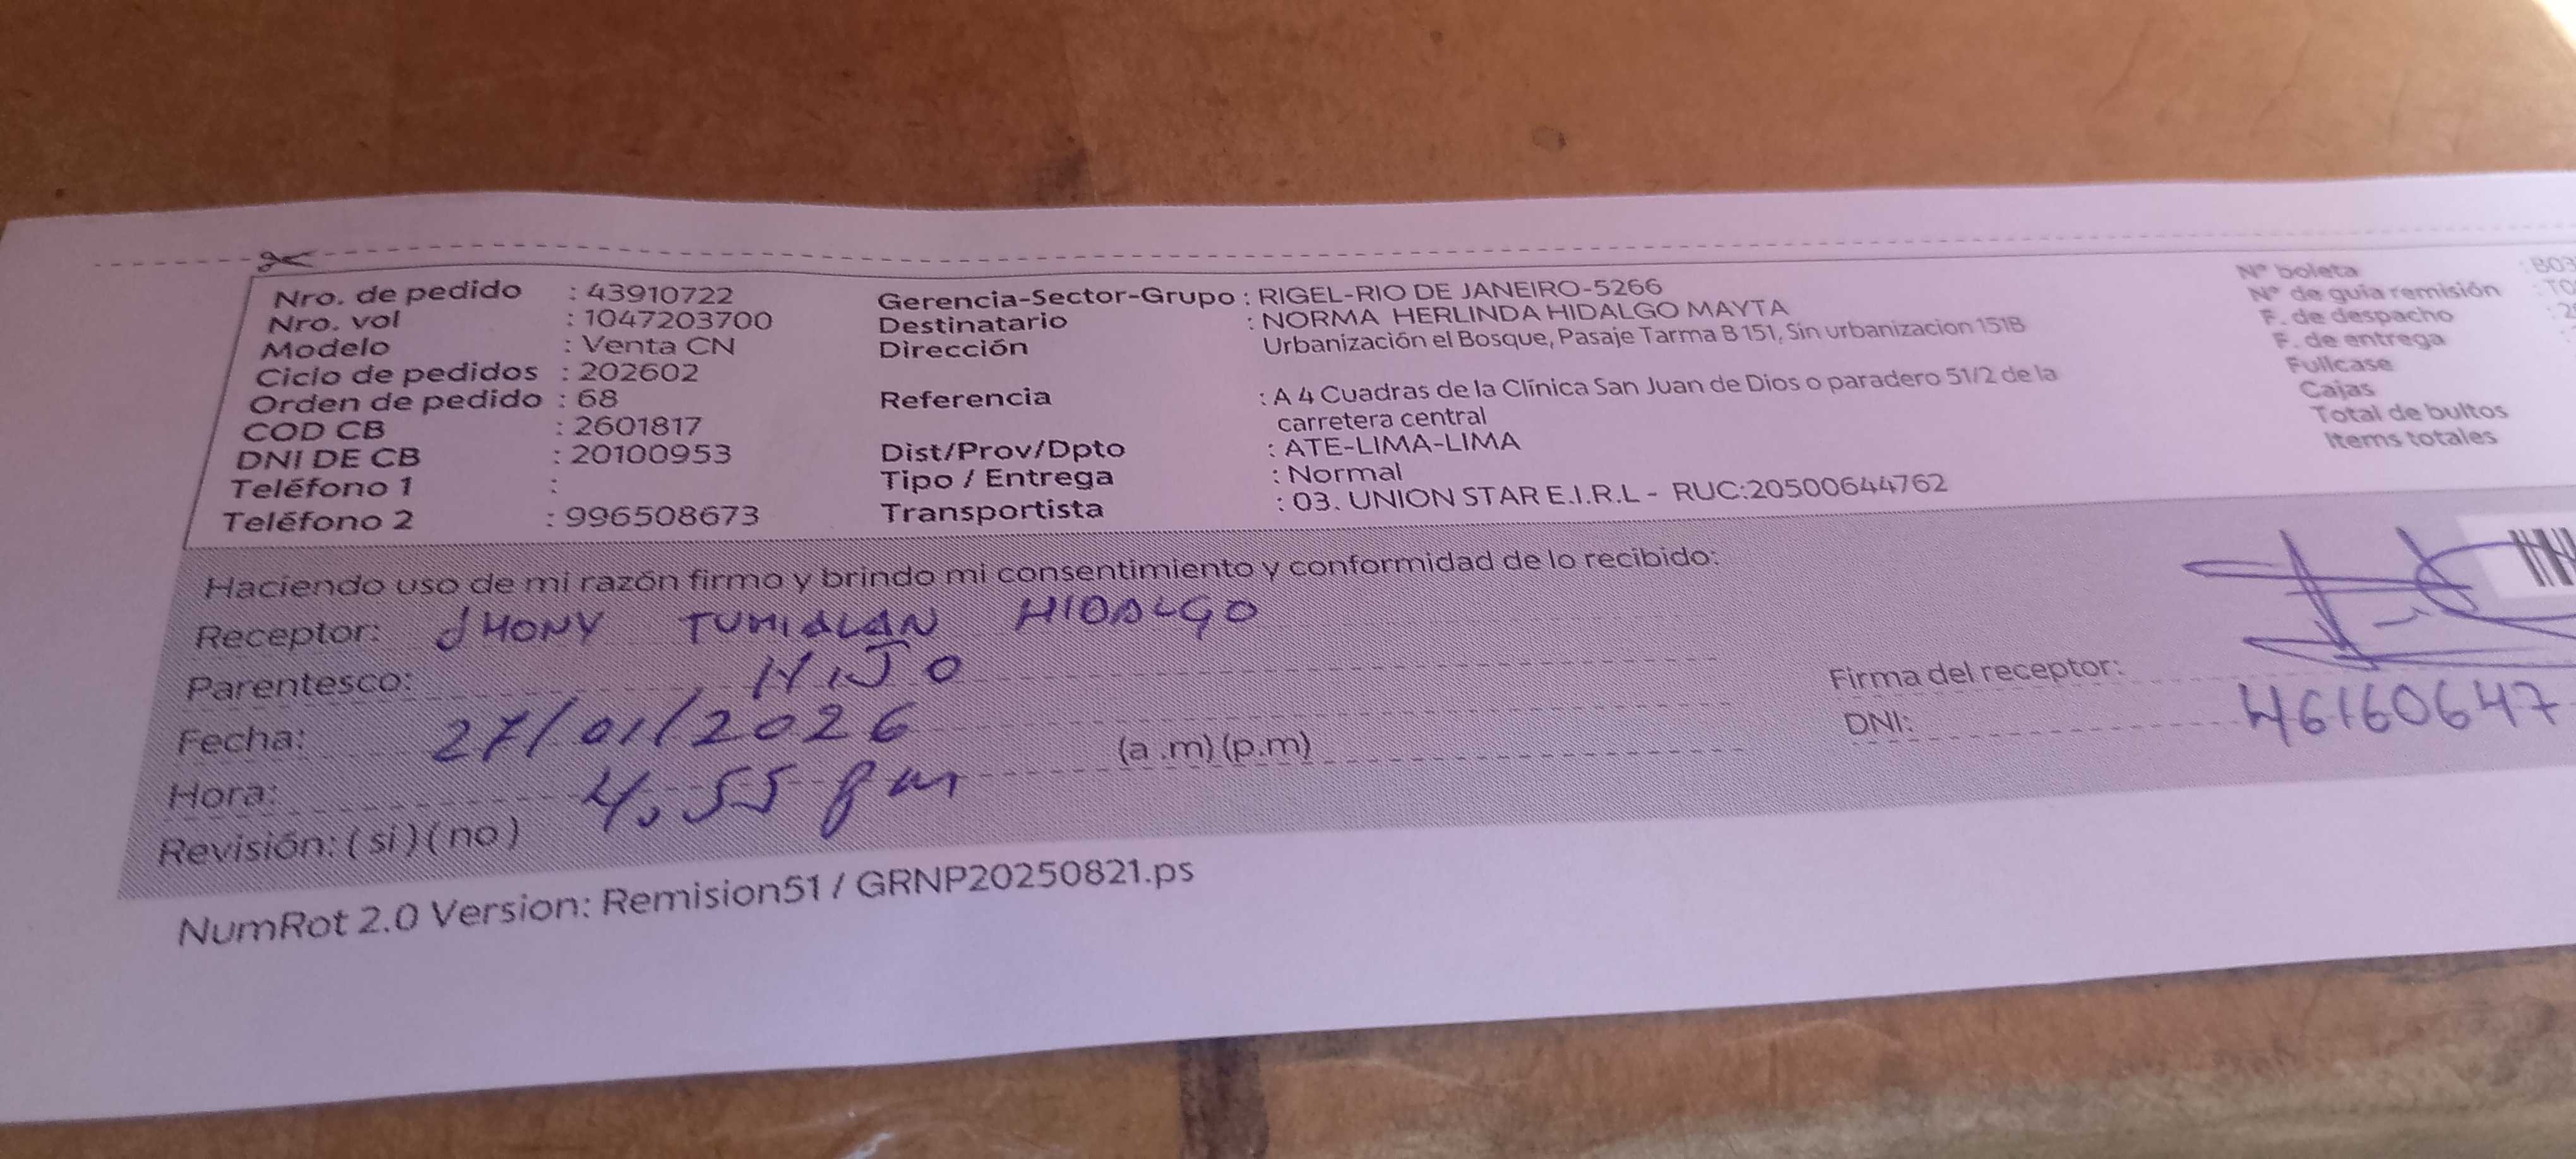 Nro. de pedido : 43910722
Nro. vol : 1047203700
Modelo : Venta CN
Ciclo de pedidos : 202602
Orden de pedido : 68
COD CB : 2601817
DNI DE CB : 20100953
Teléfono 1 :
Teléfono 2 : 996508673
Gerencia-Sector-Grupo : RIGEL-RIO DE JANEIRO-5266
Destinatario : NORMA HERLINDA HIDALGO MAYTA
Dirección Urbanización el Bosque, Pasaje Tarma B 151, Sin urbanizacion 151B
Referencia : A 4 Cuadras de la Clínica San Juan de Dios o paradero 51/2 de la
carretera central
Dist/Prov/Dpto : ATE-LIMA-LIMA
Tipo / Entrega : Normal
Transportista : 03. UNION STAR E.I.R.L - RUC:20500644762
N° boleta : B03
N° de guía remisión
F. de despacho
F. de entrega
Fullcase
Cajas
Total de bultos
Items totales
Haciendo uso de mi razón firmo y brindo mi consentimiento y conformidad de lo recibido:
Receptor: JHONY TUMIALAN HIDALGO
Parentesco: HIJO
Fecha: 27/01/2026
Hora: 4:55 pm (a .m) (p.m)
Revisión: ( si ) ( no )
Firma del receptor:
DNI: 46160647
NumRot 2.0 Version: Remision51 / GRNP20250821.ps